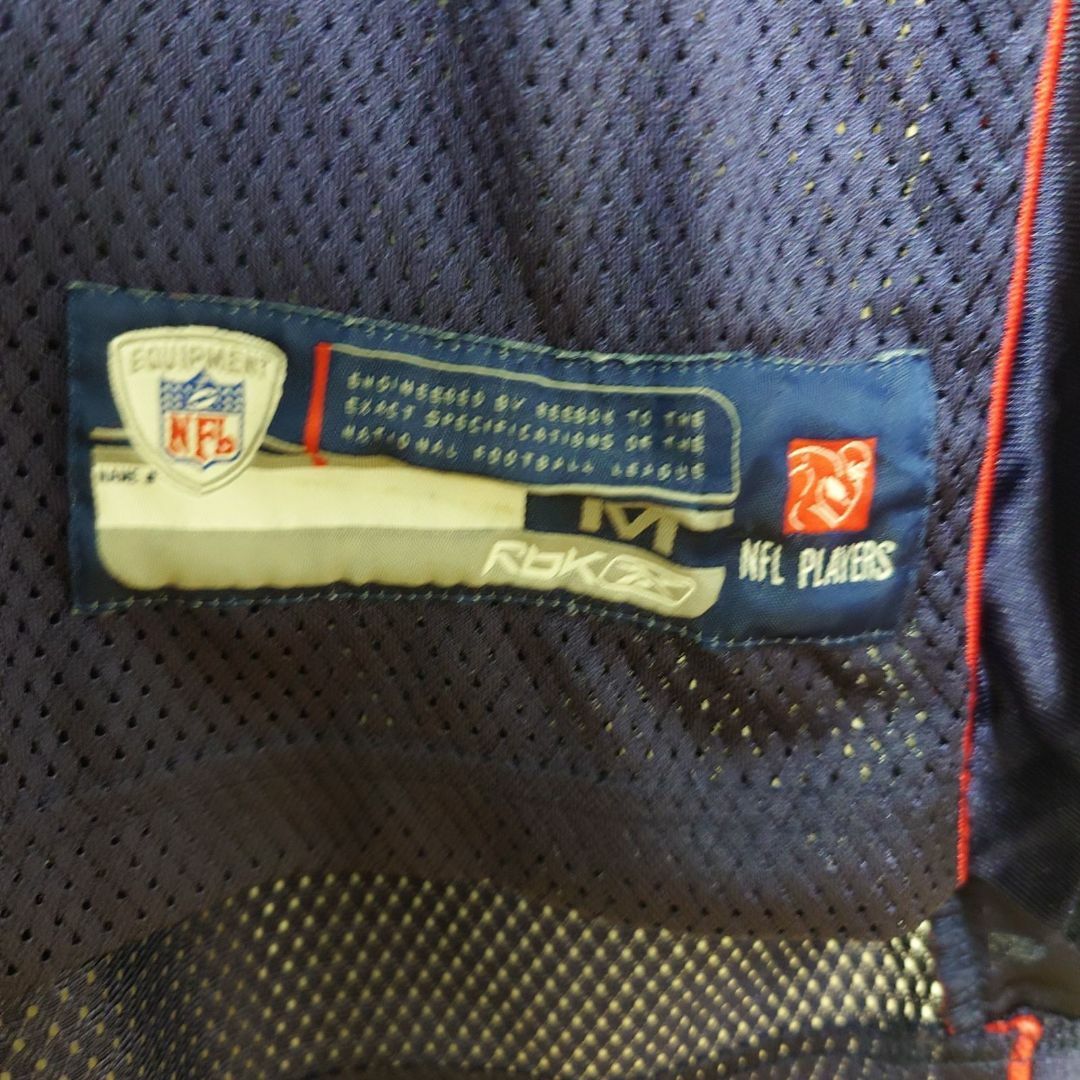 EQUIPMENT
NFL
ENGINEERED BY REEBOK TO THE
EXACT SPECIFICATIONS OF THE
NATIONAL FOOTBALL LEAGUE
NAME #
M
RBK
NFL PLAYERS